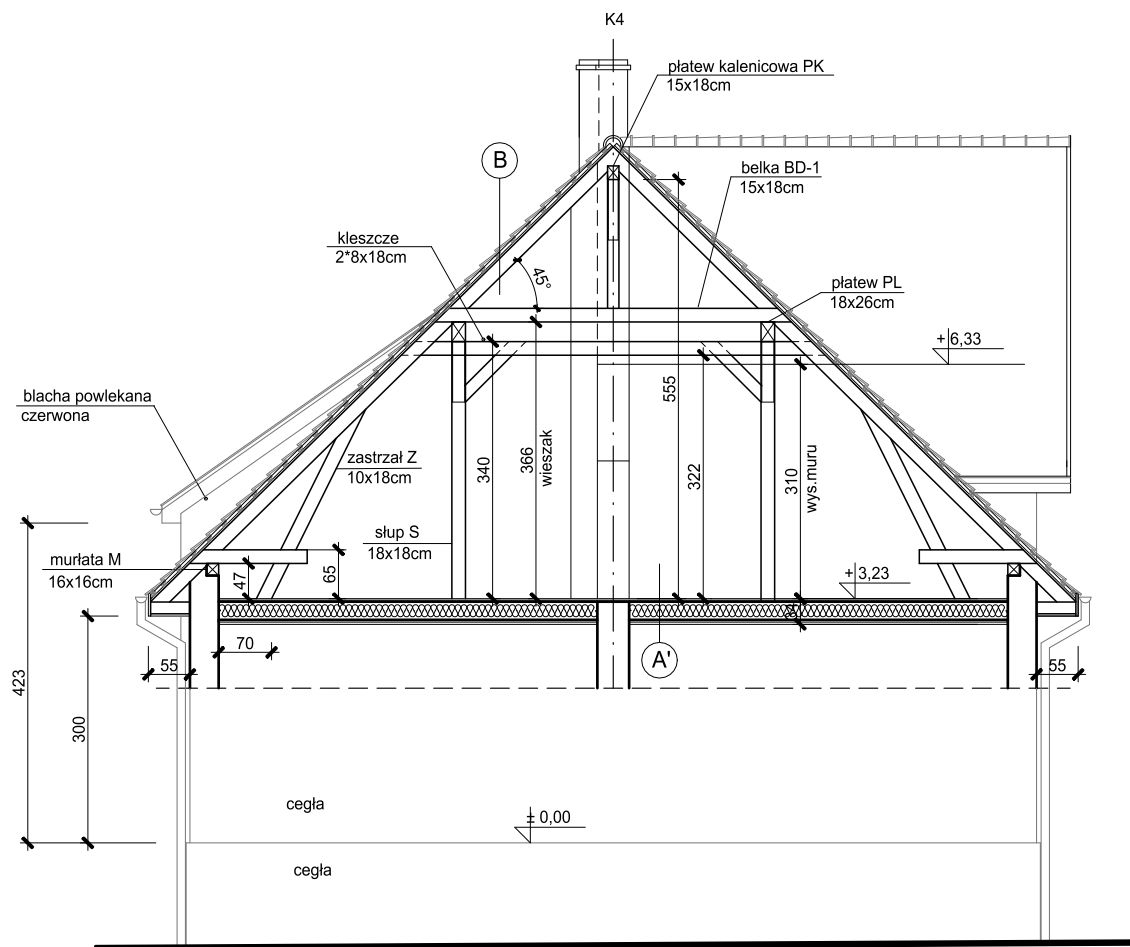 K4
płatew kalenicowa PK
15x18cm
B
belka BD-1
15x18cm
kleszcze
2*8x18cm
45°
płatew PL
18x26cm
+6,33
blacha powlekana
czerwona
555
zastrzał Z
10x18cm
340
366
wieszak
322
310
wys.muru
słup S
18x18cm
murłata M
16x16cm
47
65
+ 3,23
A'
70
55
55
423
300
cegła
± 0,00
cegła